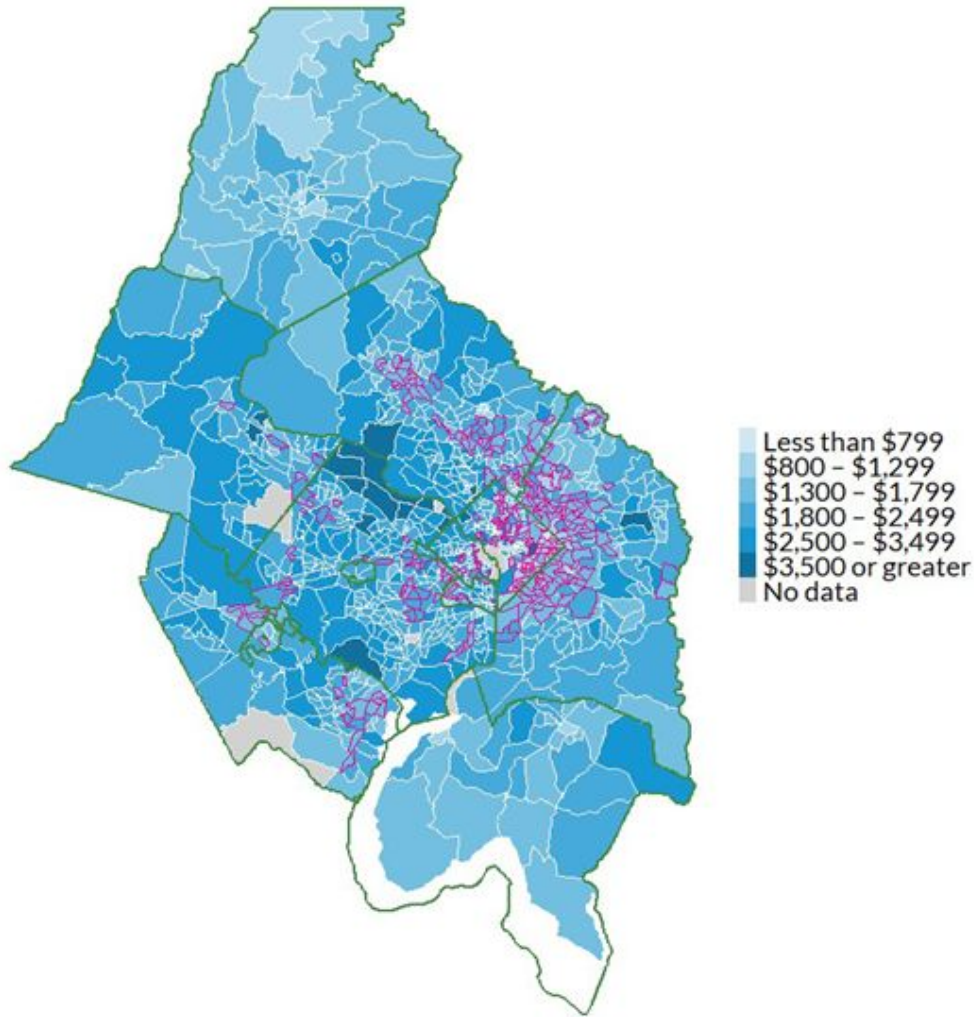 Less than $799
$800 – $1,299
$1,300 – $1,799
$1,800 – $2,499
$2,500 – $3,499
$3,500 or greater
No data